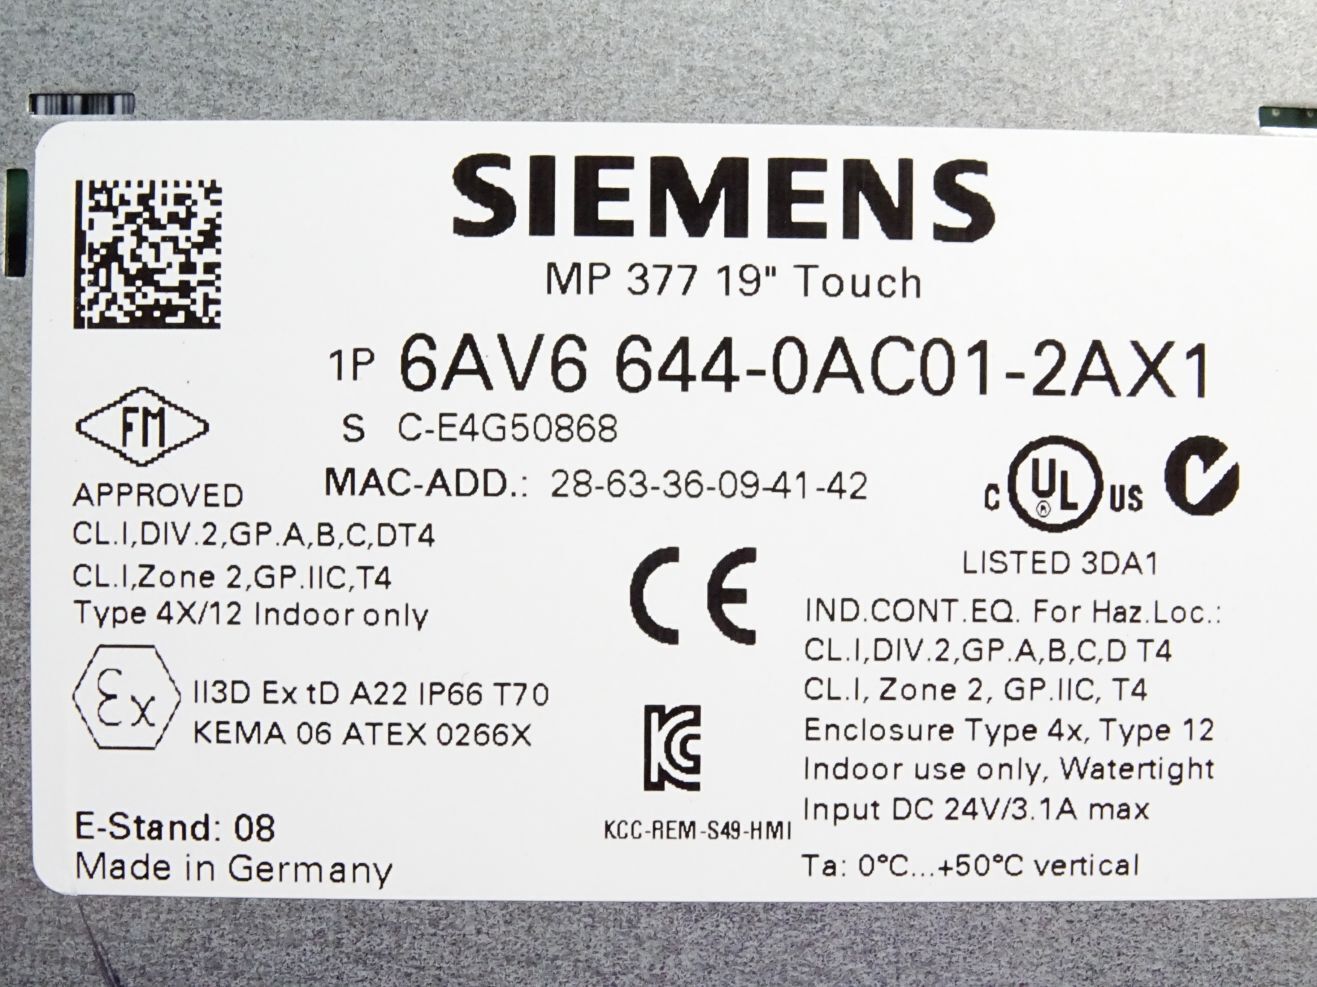 SIEMENS
MP 377 19" Touch
1P 6AV6 644-0AC01-2AX1
S C-E4G50868
MAC-ADD.: 28-63-36-09-41-42
FM
APPROVED
CL.I,DIV.2,GP.A,B,C,DT4
CL.I,Zone 2,GP.IIC,T4
Type 4X/12 Indoor only
C UL ® US
LISTED 3DA1
IND.CONT.EQ. For Haz.Loc.:
CL.I,DIV.2,GP.A,B,C,D T4
CL.I, Zone 2, GP.IIC, T4
Enclosure Type 4x, Type 12
Indoor use only, Watertight
Input DC 24V/3.1A max
Ta: 0°C...+50°C vertical
CE
Ex II3D Ex tD A22 IP66 T70
KEMA 06 ATEX 0266X
KC
KCC-REM-S49-HMI
E-Stand: 08
Made in Germany